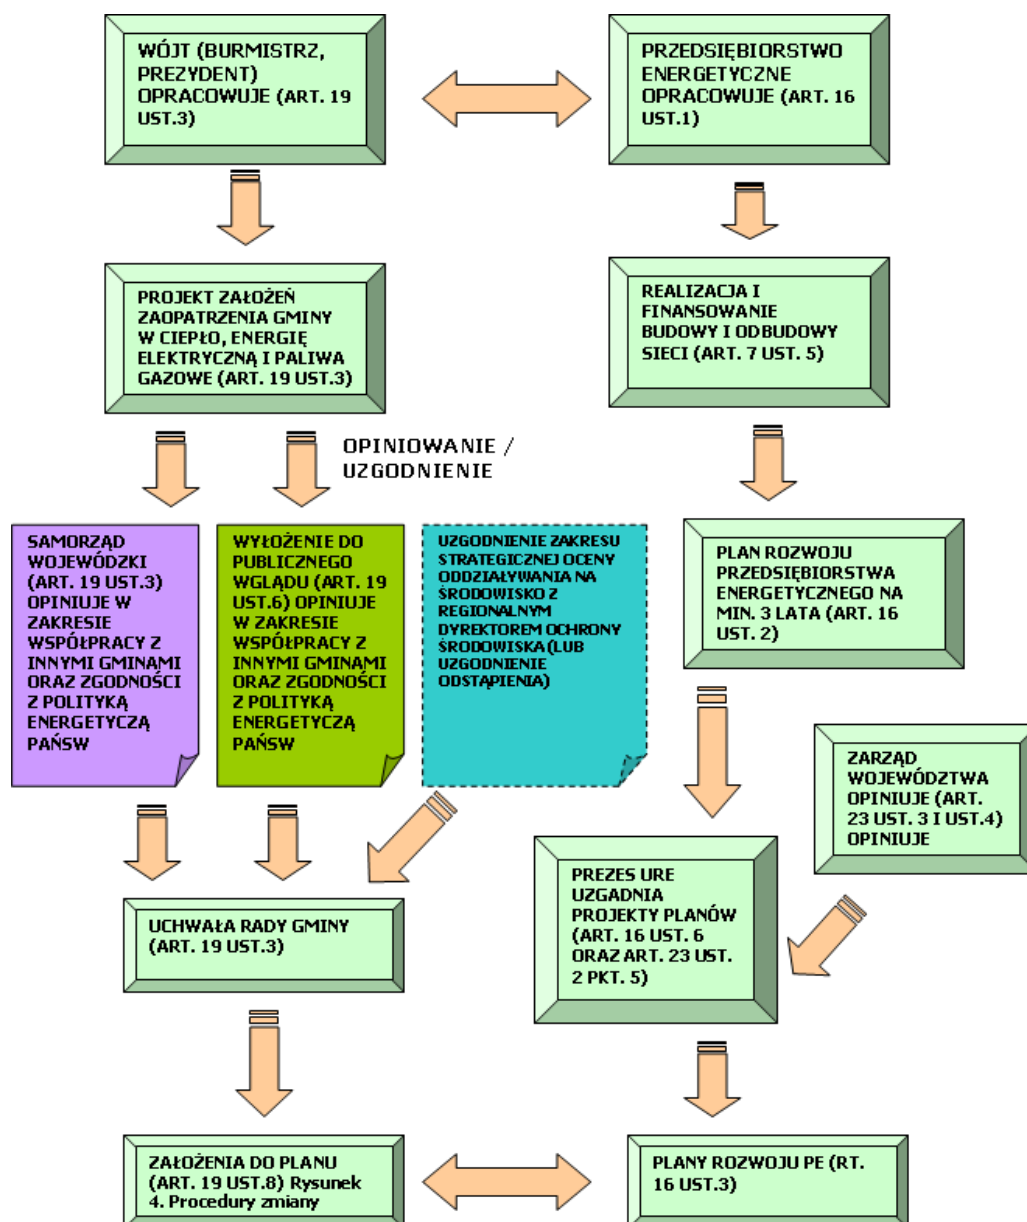 WÓJT (BURMISTRZ,
PREZYDENT)
OPRACOWUJE (ART. 19
UST.3)
PRZEDSIĘBIORSTWO
ENERGETYCZNE
OPRACOWUJE (ART. 16
UST.1)
PROJEKT ZAŁOŻEŃ
ZAOPATRZENIA GMINY
W CIEPŁO, ENERGIĘ
ELEKTRYCZNĄ I PALIWA
GAZOWE (ART. 19 UST.3)
REALIZACJA I
FINANSOWANIE
BUDOWY I ODBUDOWY
SIECI (ART. 7 UST. 5)
OPINIOWANIE /
UZGODNIENIE
SAMORZĄD
WOJEWÓDZKI
(ART. 19 UST.3)
OPINIUJE W
ZAKRESIE
WSPÓŁPRACY Z
INNYMI GMINAMI
ORAZ ZGODNOŚCI
Z POLITYKĄ
ENERGETYCZĄ
PAŃSW
WYŁOŻENIE DO
PUBLICZNEGO
WGLĄDU (ART. 19
UST.6) OPINIUJE
W ZAKRESIE
WSPÓŁPRACY Z
INNYMI GMINAMI
ORAZ ZGODNOŚCI
Z POLITYKĄ
ENERGETYCZĄ
PAŃSW
UZGODNIENIE ZAKRESU
STRATEGICZNEJ OCENY
ODDZIAŁYWANIA NA
ŚRODOWISKO Z
REGIONALNYM
DYREKTOREM OCHRONY
ŚRODOWISKA (LUB
UZGODNIENIE
ODSTĄPIENIA)
PLAN ROZWOJU
PRZEDSIĘBIORSTWA
ENERGETYCZNEGO NA
MIN. 3 LATA (ART. 16
UST. 2)
ZARZĄD
WOJEWÓDZTWA
OPINIUJE (ART.
23 UST. 3 I UST.4)
OPINIUJE
PREZES URE
UZGADNIA
PROJEKTY PLANÓW
(ART. 16 UST. 6
ORAZ ART. 23 UST.
2 PKT. 5)
UCHWAŁA RADY GMINY
(ART. 19 UST.3)
ZAŁOŻENIA DO PLANU
(ART. 19 UST.8) Rysunek
4. Procedury zmiany
PLANY ROZWOJU PE (RT.
16 UST.3)